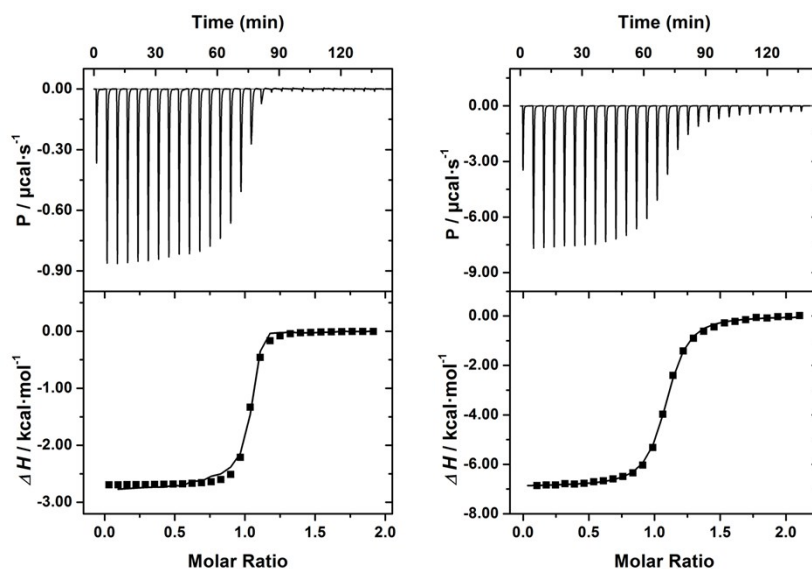 Time (min)
0 30 60 90 120
0.00
-0.30
-0.60
-0.90
P / μcal·s⁻¹
0.00
-1.00
-2.00
-3.00
ΔH / kcal·mol⁻¹
0.0 0.5 1.0 1.5 2.0
Molar Ratio
Time (min)
0 30 60 90 120
0.00
-3.00
-6.00
-9.00
P / μcal·s⁻¹
0.00
-2.00
-4.00
-6.00
-8.00
ΔH / kcal·mol⁻¹
0.0 0.5 1.0 1.5 2.0
Molar Ratio